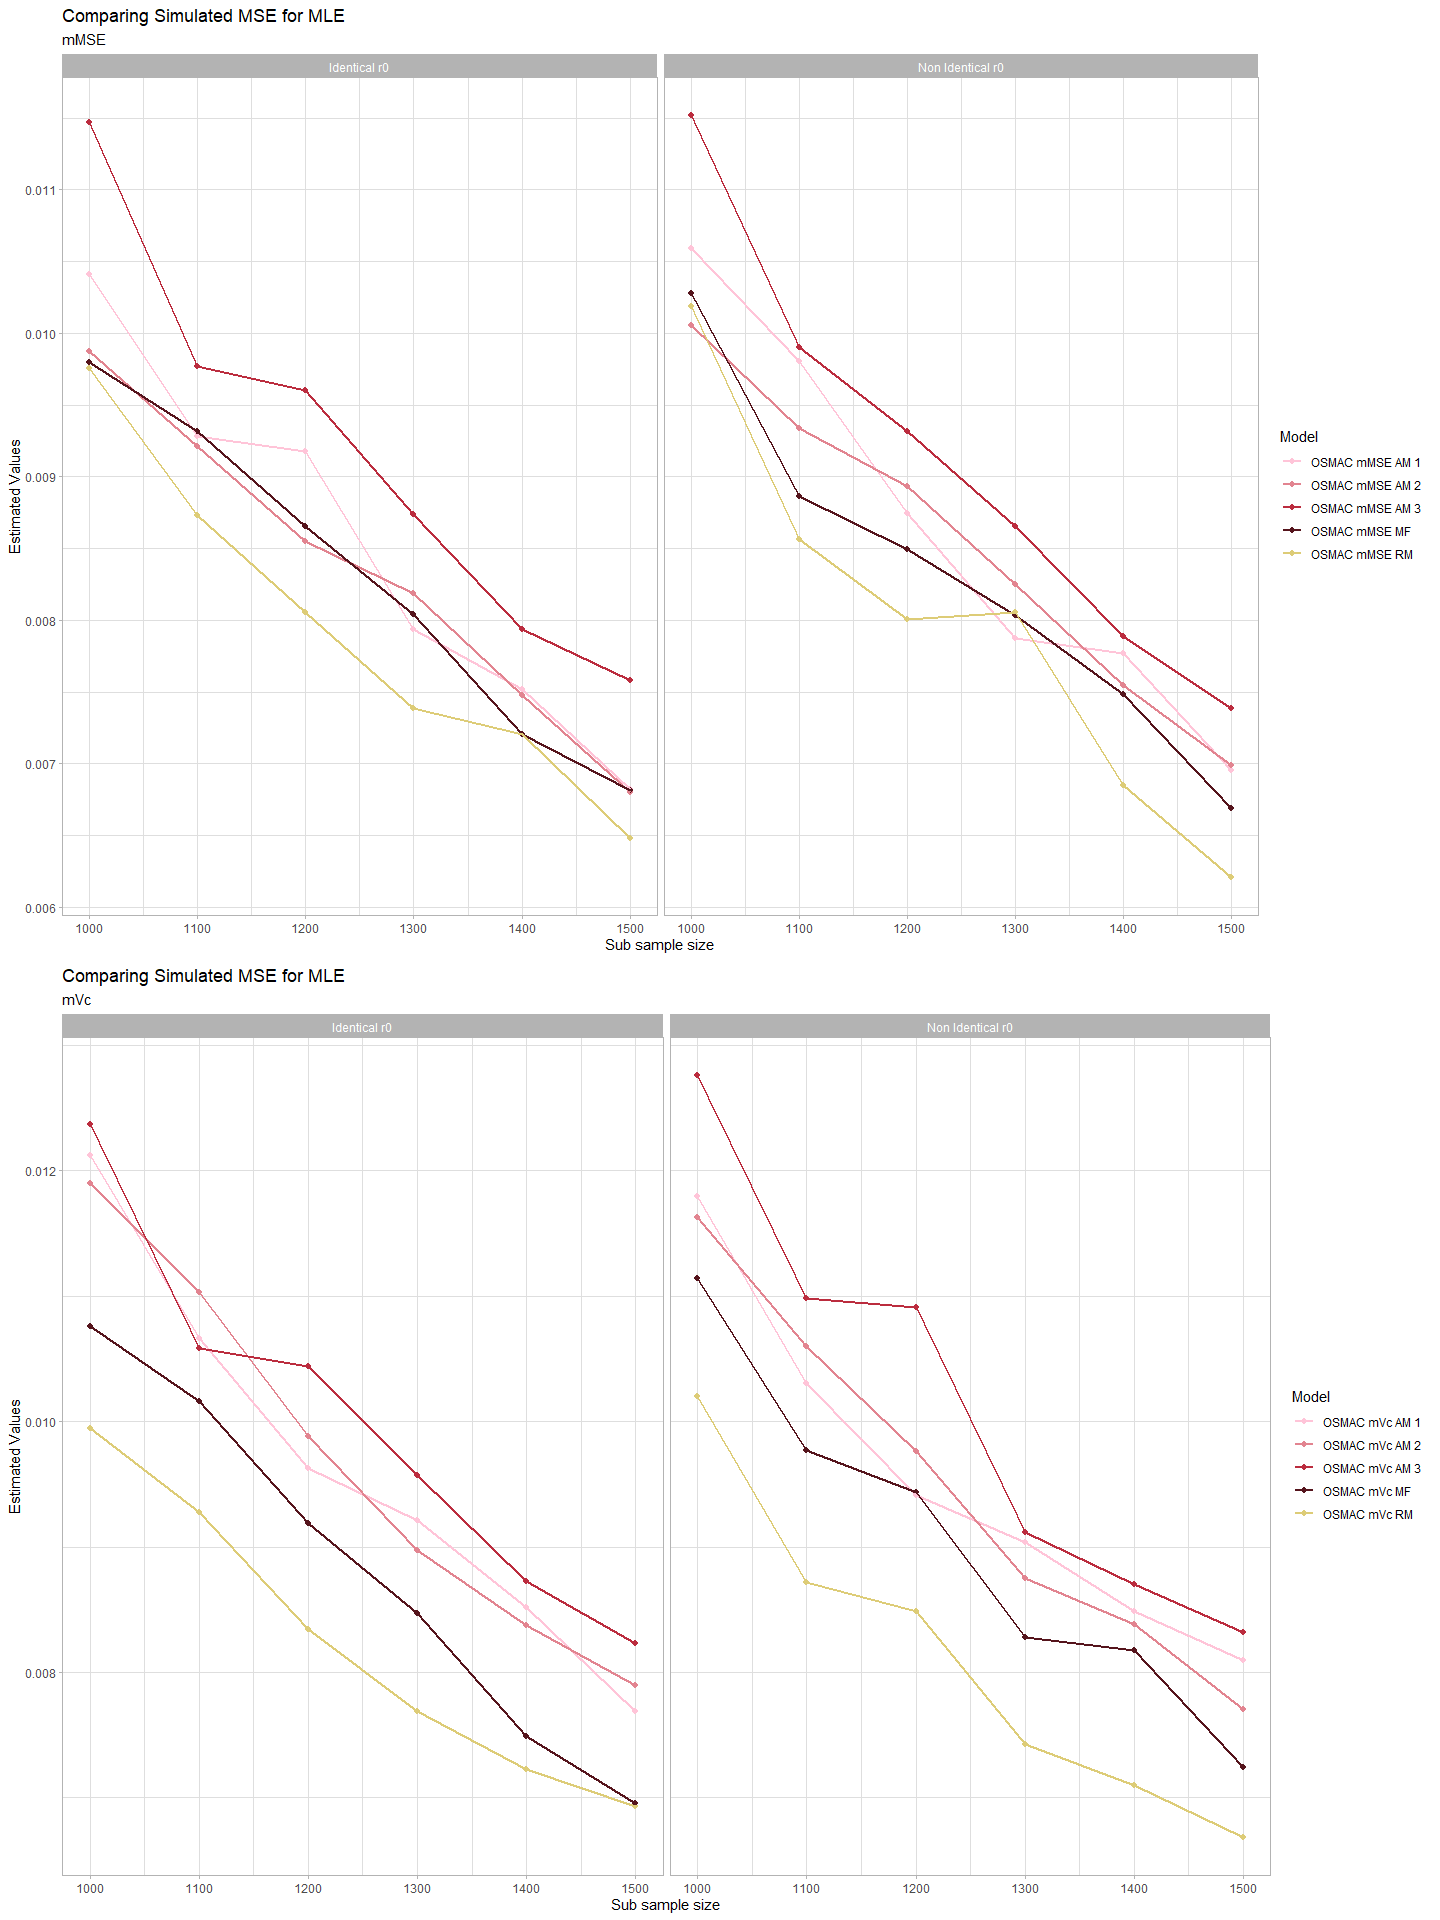 Comparing Simulated MSE for MLE
mMSE
Identical r0
Non Identical r0
Estimated Values
0.011
0.010
0.009
0.008
0.007
0.006
1000 1100 1200 1300 1400 1500
1000 1100 1200 1300 1400 1500
Sub sample size
Model
OSMAC mMSE AM 1
OSMAC mMSE AM 2
OSMAC mMSE AM 3
OSMAC mMSE MF
OSMAC mMSE RM
Comparing Simulated MSE for MLE
mVc
Identical r0
Non Identical r0
Estimated Values
0.012
0.010
0.008
1000 1100 1200 1300 1400 1500
1000 1100 1200 1300 1400 1500
Sub sample size
Model
OSMAC mVc AM 1
OSMAC mVc AM 2
OSMAC mVc AM 3
OSMAC mVc MF
OSMAC mVc RM